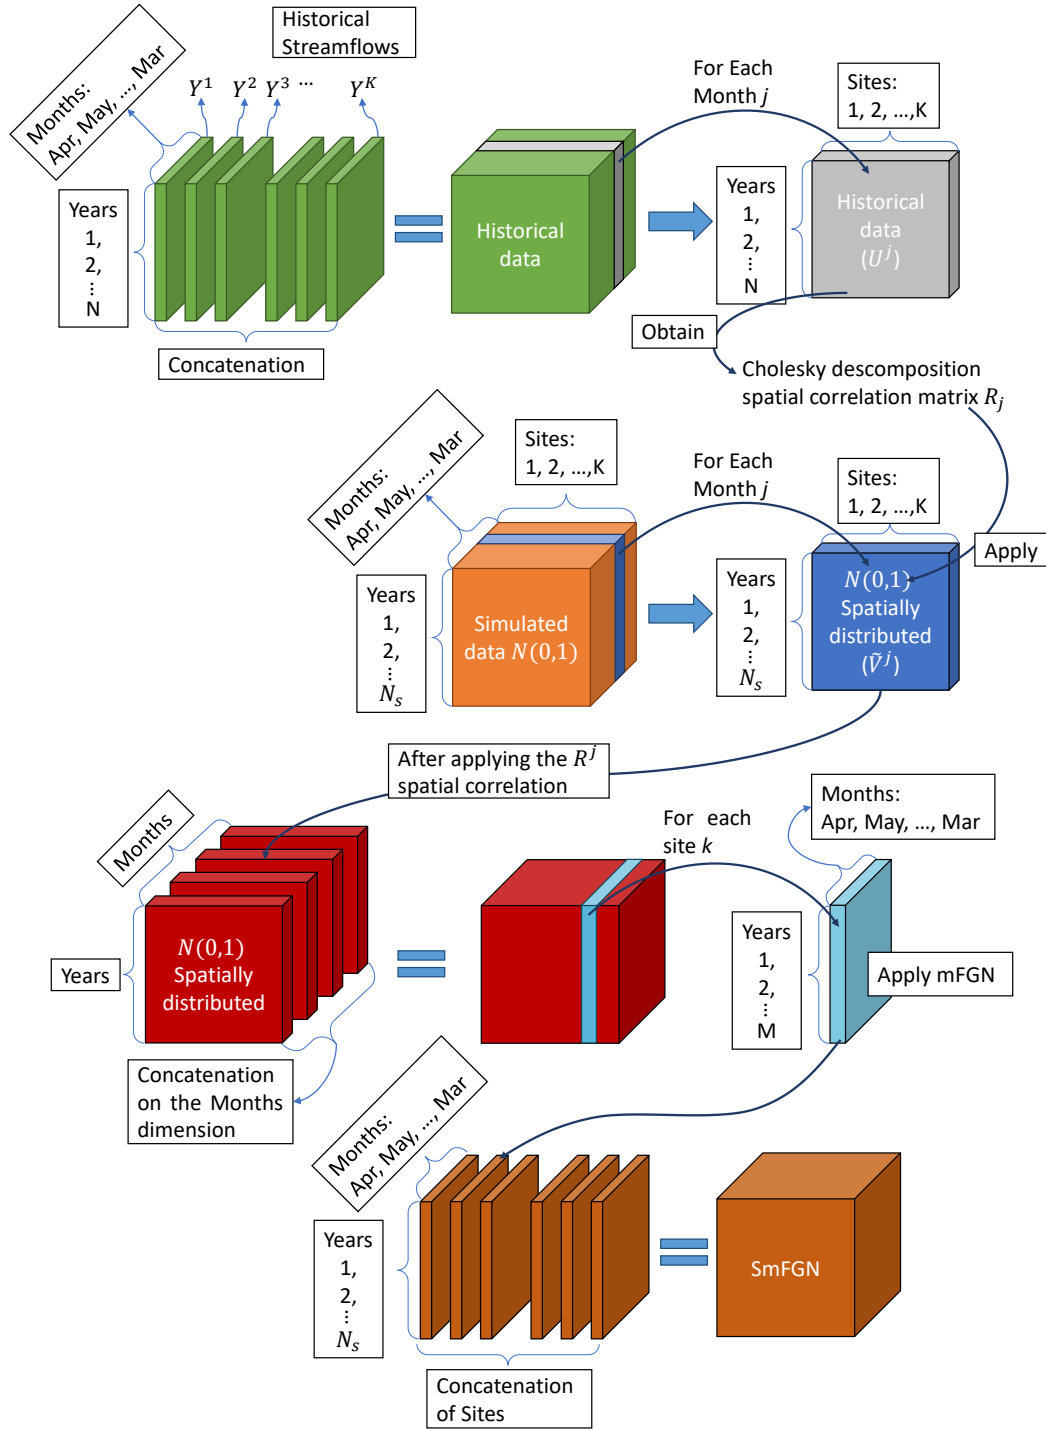 Historical
Streamflows
Months:
Apr, May, ..., Mar
Y^1 Y^2 Y^3 ... Y^K
Years
1,
2,
⋮
N
Concatenation
Historical
data
For Each
Month j
Sites:
1, 2, ...,K
Years
1,
2,
⋮
N
Historical
data
(U^j)
Obtain
Cholesky descomposition
spatial correlation matrix R_j
Months:
Apr, May, ..., Mar
Sites:
1, 2, ...,K
For Each
Month j
Sites:
1, 2, ...,K
Apply
Years
1,
2,
⋮
N_s
Simulated
data N(0,1)
Years
1,
2,
⋮
N_s
N(0,1)
Spatially
distributed
(Ṽ^j)
After applying the R^j
spatial correlation
Months
Years
N(0,1)
Spatially
distributed
Concatenation
on the Months
dimension
For each
site k
Months:
Apr, May, ..., Mar
Years
1,
2,
⋮
M
Apply mFGN
Months:
Apr, May, ..., Mar
Years
1,
2,
⋮
N_s
Concatenation
of Sites
SmFGN